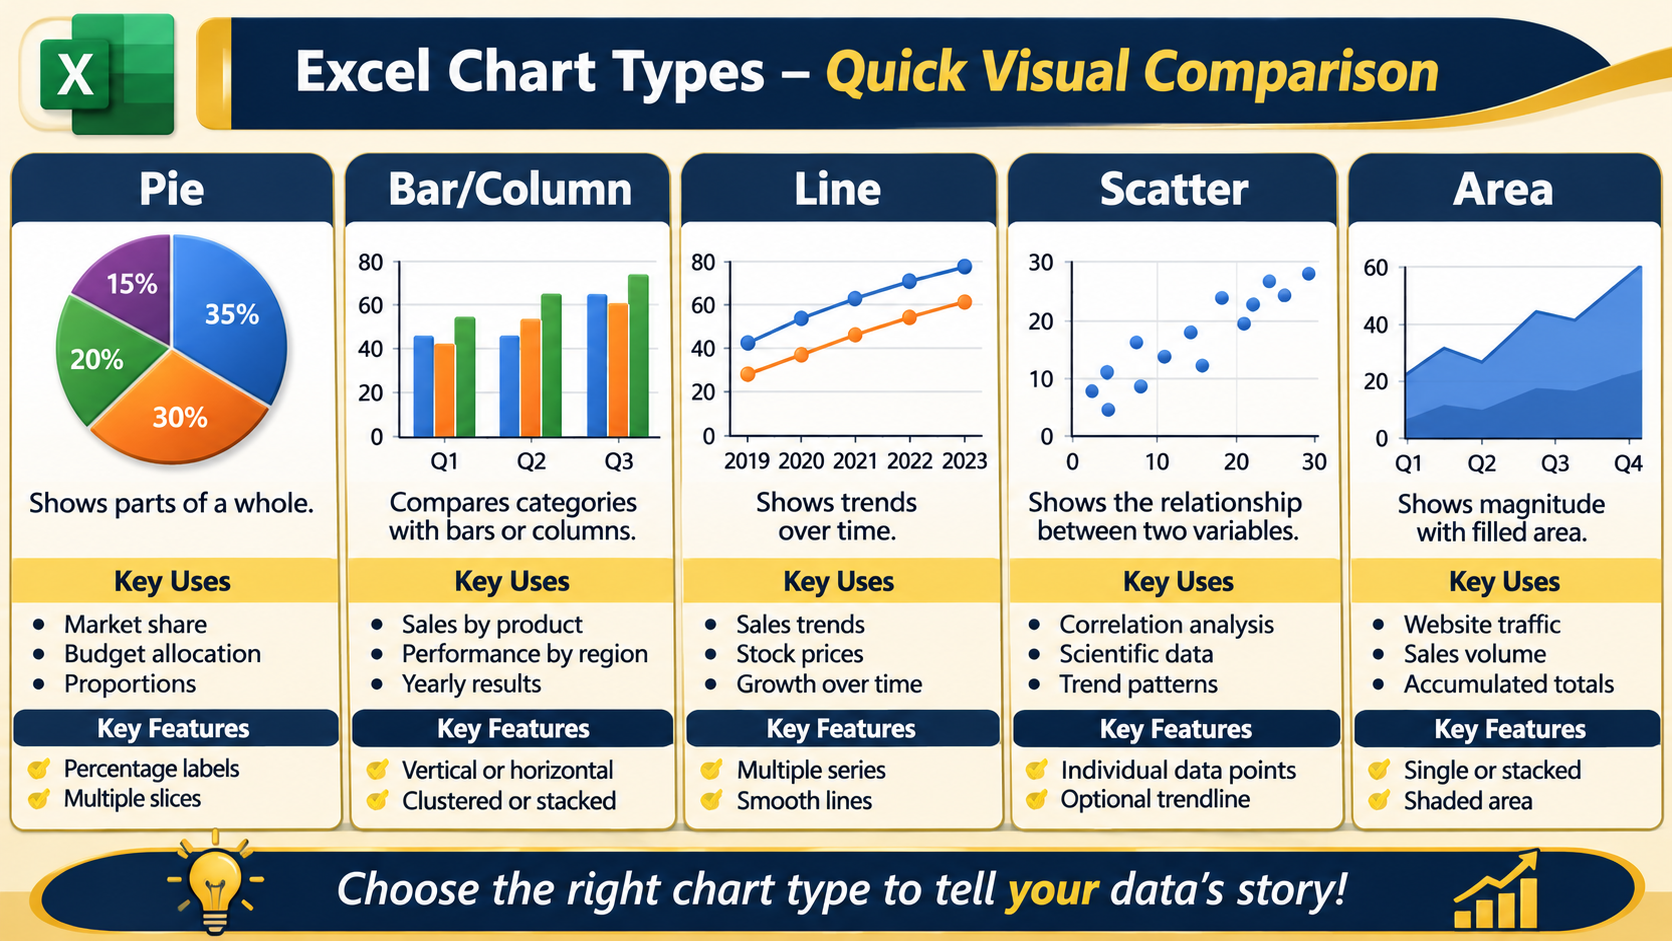 X
Excel Chart Types – Quick Visual Comparison
Pie
15%
35%
20%
30%
Shows parts of a whole.
Key Uses
• Market share
• Budget allocation
• Proportions
Key Features
Percentage labels
Multiple slices
Bar/Column
80
60
40
20
0
Q1 Q2 Q3
Compares categories
with bars or columns.
Key Uses
• Sales by product
• Performance by region
• Yearly results
Key Features
Vertical or horizontal
Clustered or stacked
Line
80
60
40
20
0
2019 2020 2021 2022 2023
Shows trends
over time.
Key Uses
• Sales trends
• Stock prices
• Growth over time
Key Features
Multiple series
Smooth lines
Scatter
30
20
10
0
0 10 20 30
Shows the relationship
between two variables.
Key Uses
• Correlation analysis
• Scientific data
• Trend patterns
Key Features
Individual data points
Optional trendline
Area
60
40
20
0
Q1 Q2 Q3 Q4
Shows magnitude
with filled area.
Key Uses
• Website traffic
• Sales volume
• Accumulated totals
Key Features
Single or stacked
Shaded area
Choose the right chart type to tell your data's story!